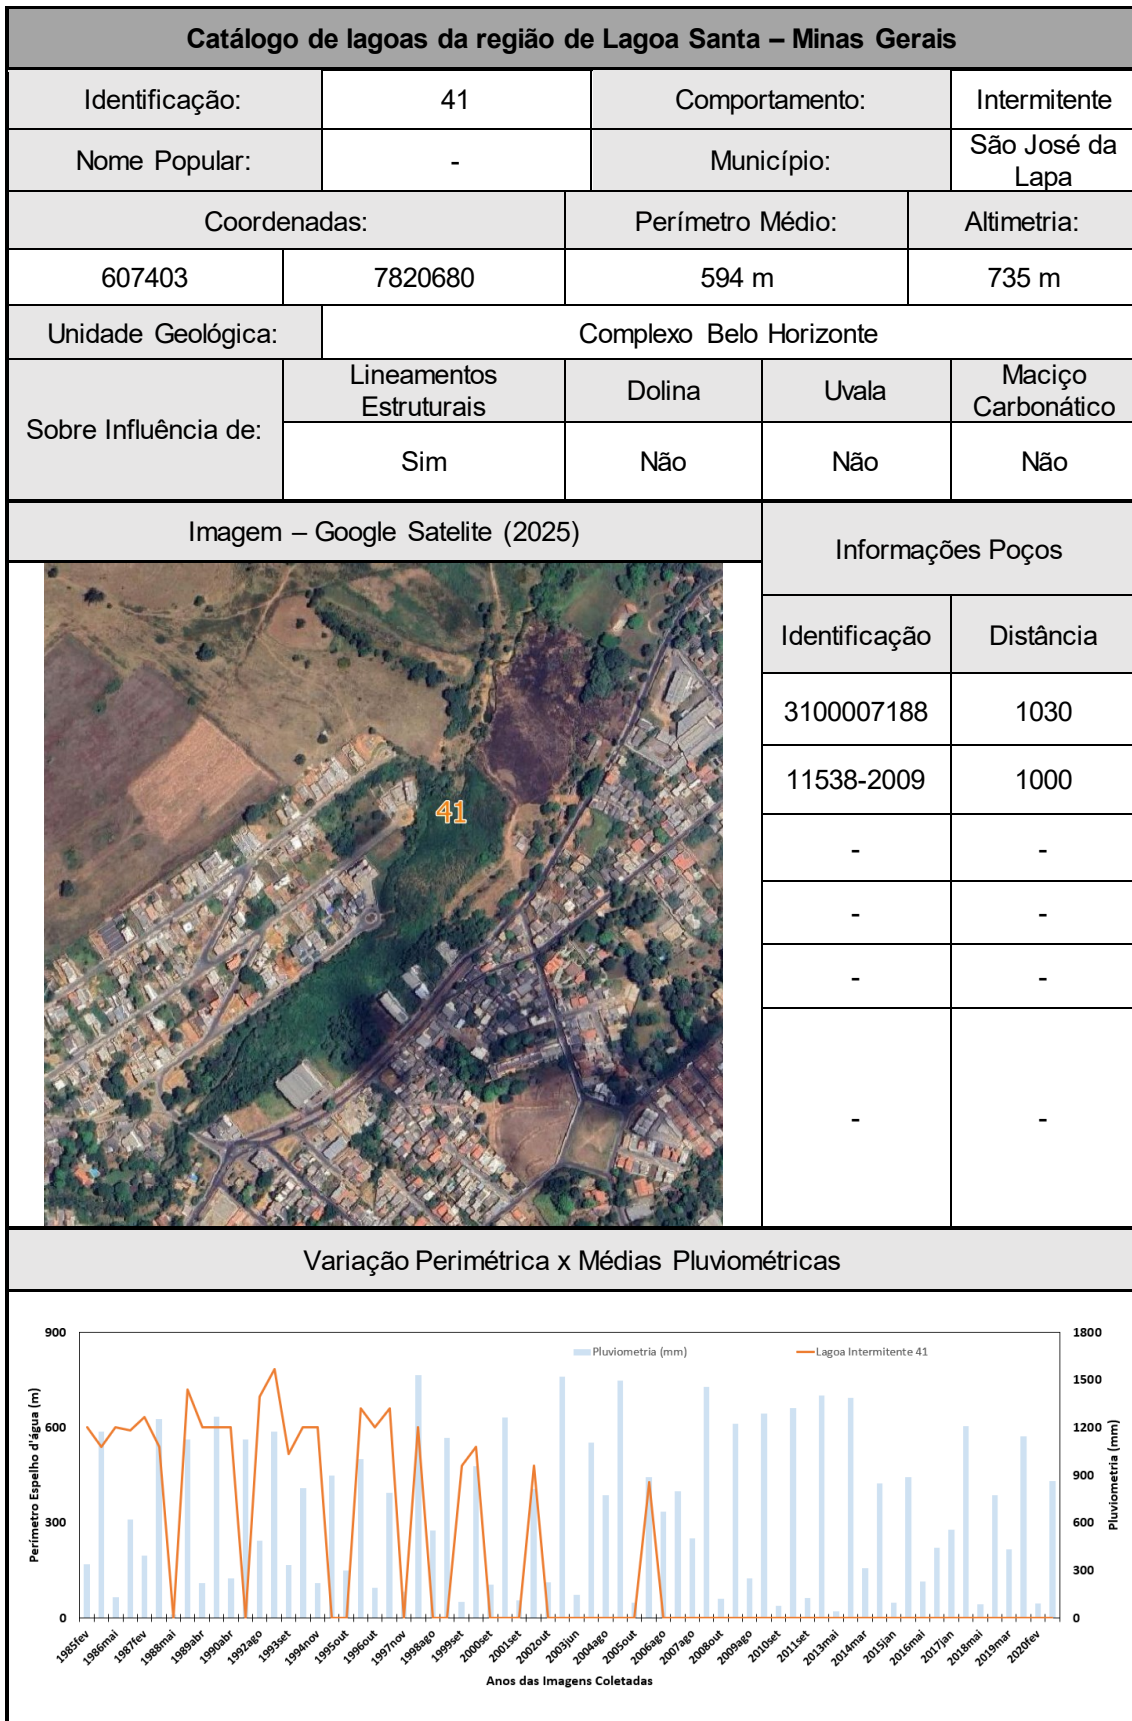 Catálogo de lagoas da região de Lagoa Santa – Minas Gerais
Identificação: 41 Comportamento: Intermitente
Nome Popular: - Município: São José da Lapa
Coordenadas: Perímetro Médio: Altimetria:
607403 7820680 594 m 735 m
Unidade Geológica: Complexo Belo Horizonte
Sobre Influência de: Lineamentos Estruturais Dolina Uvala Maciço Carbonático
Sim Não Não Não
Imagem – Google Satelite (2025)
41
Informações Poços
Identificação Distância
3100007188 1030
11538-2009 1000
- -
- -
- -
- -
Variação Perimétrica x Médias Pluviométricas
Pluviometria (mm) Lagoa Intermitente 41
Perímetro Espelho d'água (m)
900
600
300
0
1800
1500
1200
900
600
300
0
Pluviometria (mm)
1985fev 1986mai 1987fev 1988mai 1989abr 1990abr 1992ago 1993set 1994nov 1995out 1996out 1997nov 1998ago 1999set 2000set 2001set 2002out 2003jun 2004ago 2005out 2006ago 2007ago 2008out 2009ago 2010set 2011set 2013mai 2014mar 2015jan 2016mai 2017jan 2018mai 2019mar 2020fev
Anos das Imagens Coletadas